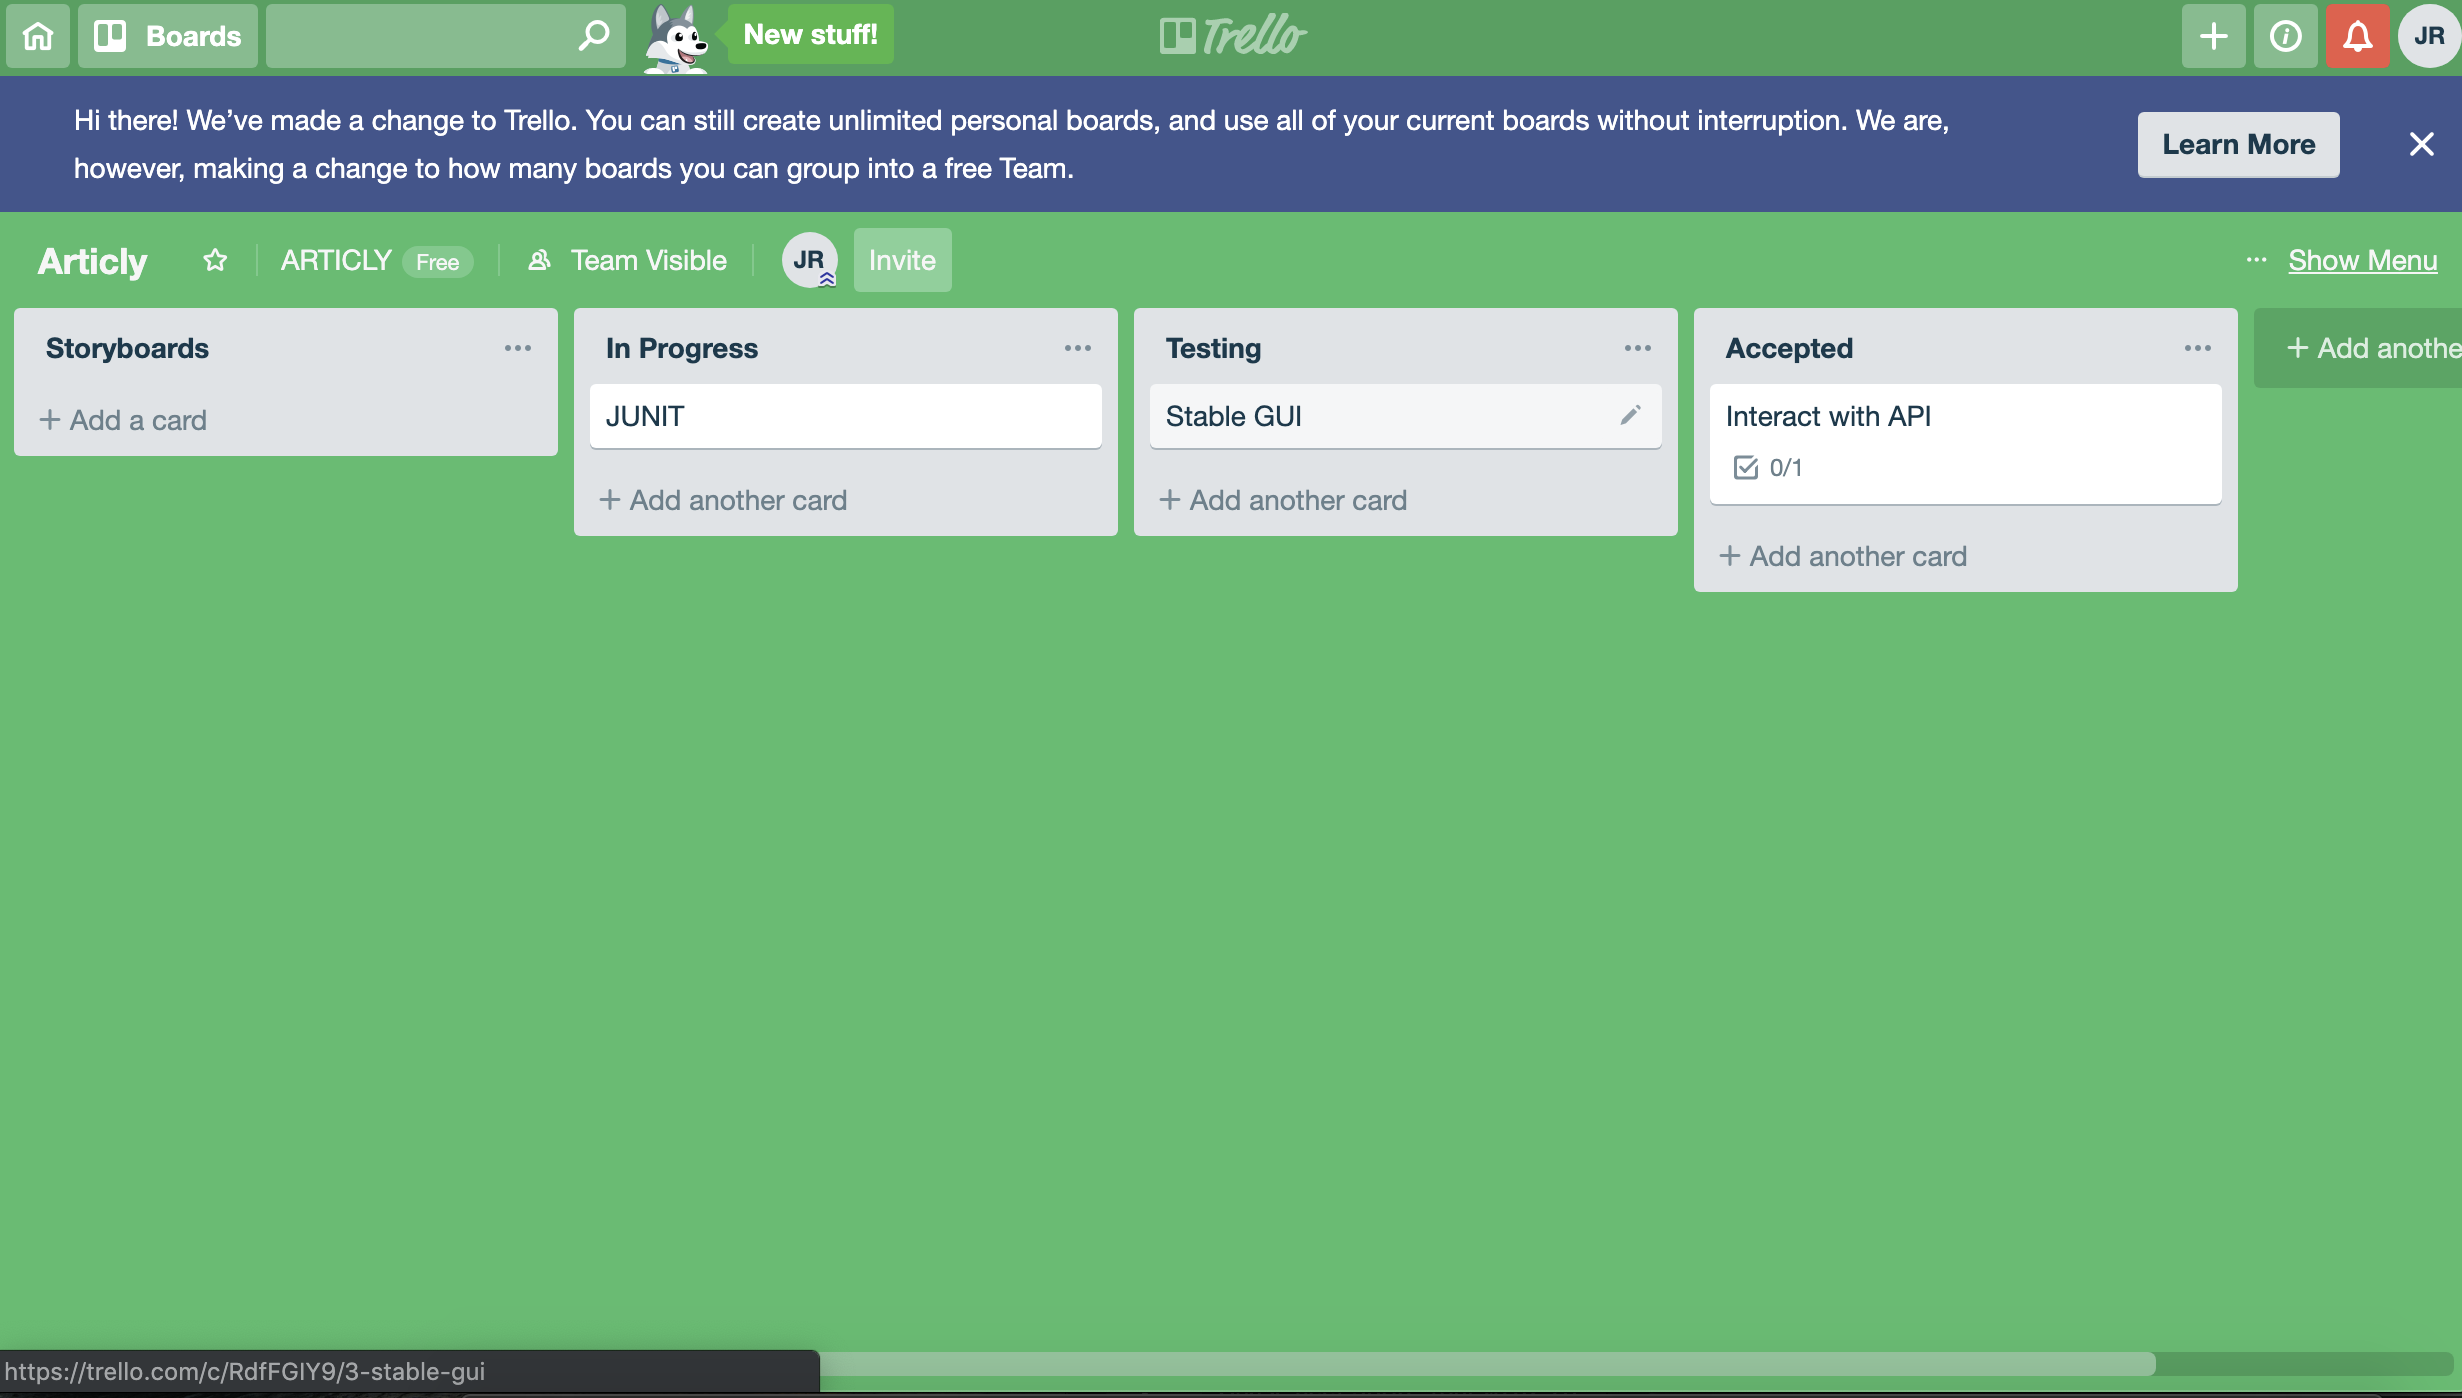 Boards
New stuff!
Trello
JR
Hi there! We’ve made a change to Trello. You can still create unlimited personal boards, and use all of your current boards without interruption. We are,
however, making a change to how many boards you can group into a free Team.
Learn More
Articly
ARTICLY
Free
Team Visible
JR
Invite
Show Menu
Storyboards
+ Add a card
In Progress
JUNIT
+ Add another card
Testing
Stable GUI
+ Add another card
Accepted
Interact with API
0/1
+ Add another card
+ Add anothe
https://trello.com/c/RdfFGIY9/3-stable-gui